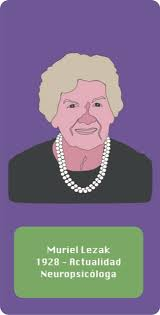 Muriel Lezak
1928 - Actualidad
Neuropsicóloga